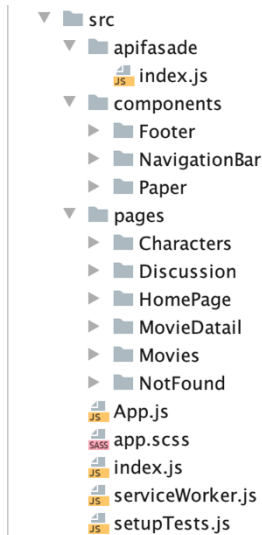 src
apifasade
JS index.js
components
Footer
NavigationBar
Paper
pages
Characters
Discussion
HomePage
MovieDatail
Movies
NotFound
JS App.js
SASS app.scss
JS index.js
JS serviceWorker.js
JS setupTests.js